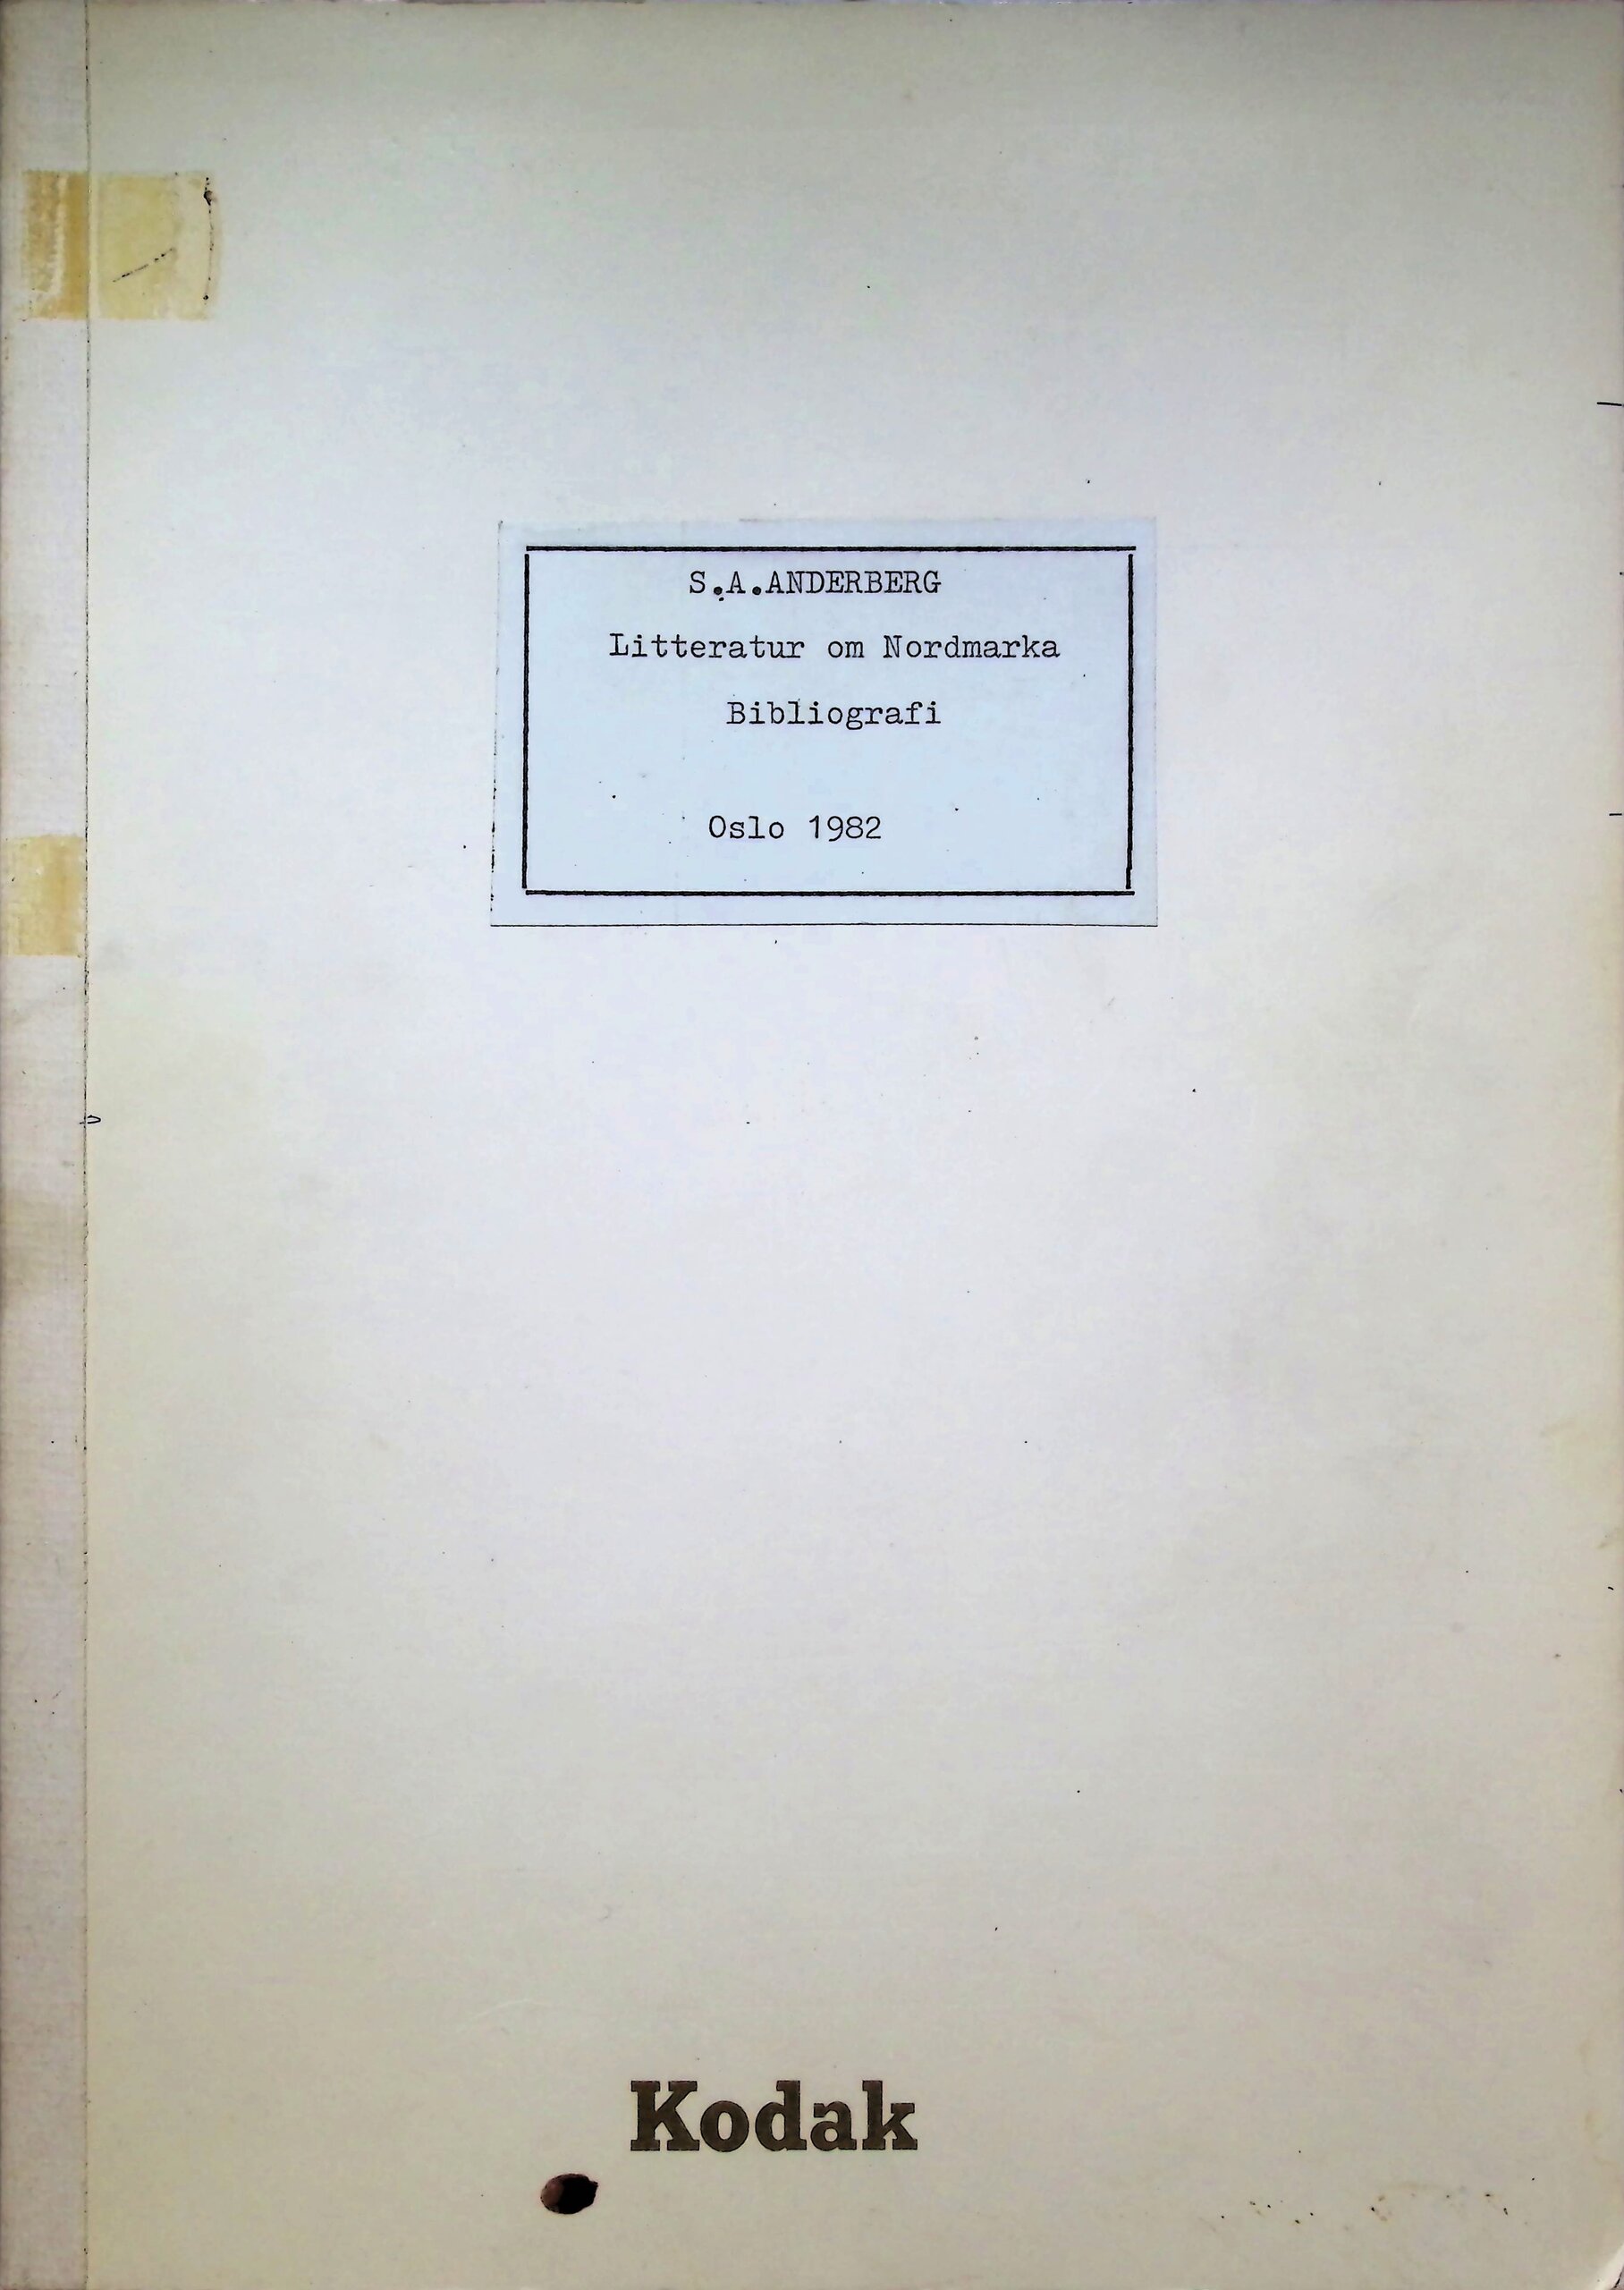 S.A.ANDERBERG
Litteratur om Nordmarka
Bibliografi
Oslo 1982
Kodak